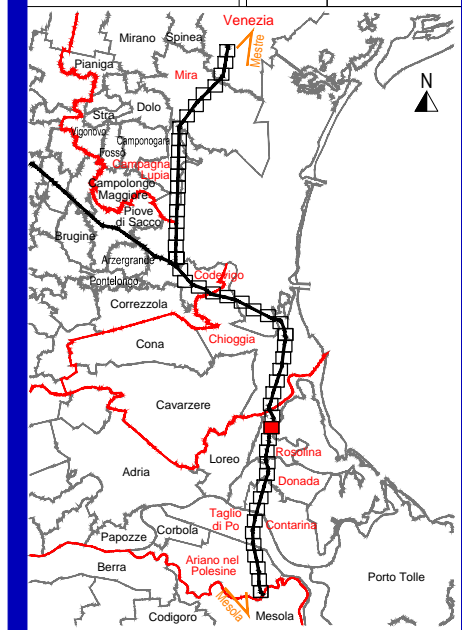 Venezia
Mirano
Spinea
Mestre
Pianiga
Mira
N
Dolo
Stra
Vigonovo
Camponogara
Fossò
Campagna
Lupia
Campolongo
Maggiore
Piove
di Sacco
Brugine
Arzergrande
Codevigo
Pontelongo
Correzzola
Chioggia
Cona
Cavarzere
Rosolina
Loreo
Adria
Donada
Taglio
di Po
Contarina
Corbola
Papozze
Ariano nel
Polesine
Berra
Porto Tolle
Mesola
Mesola
Codigoro